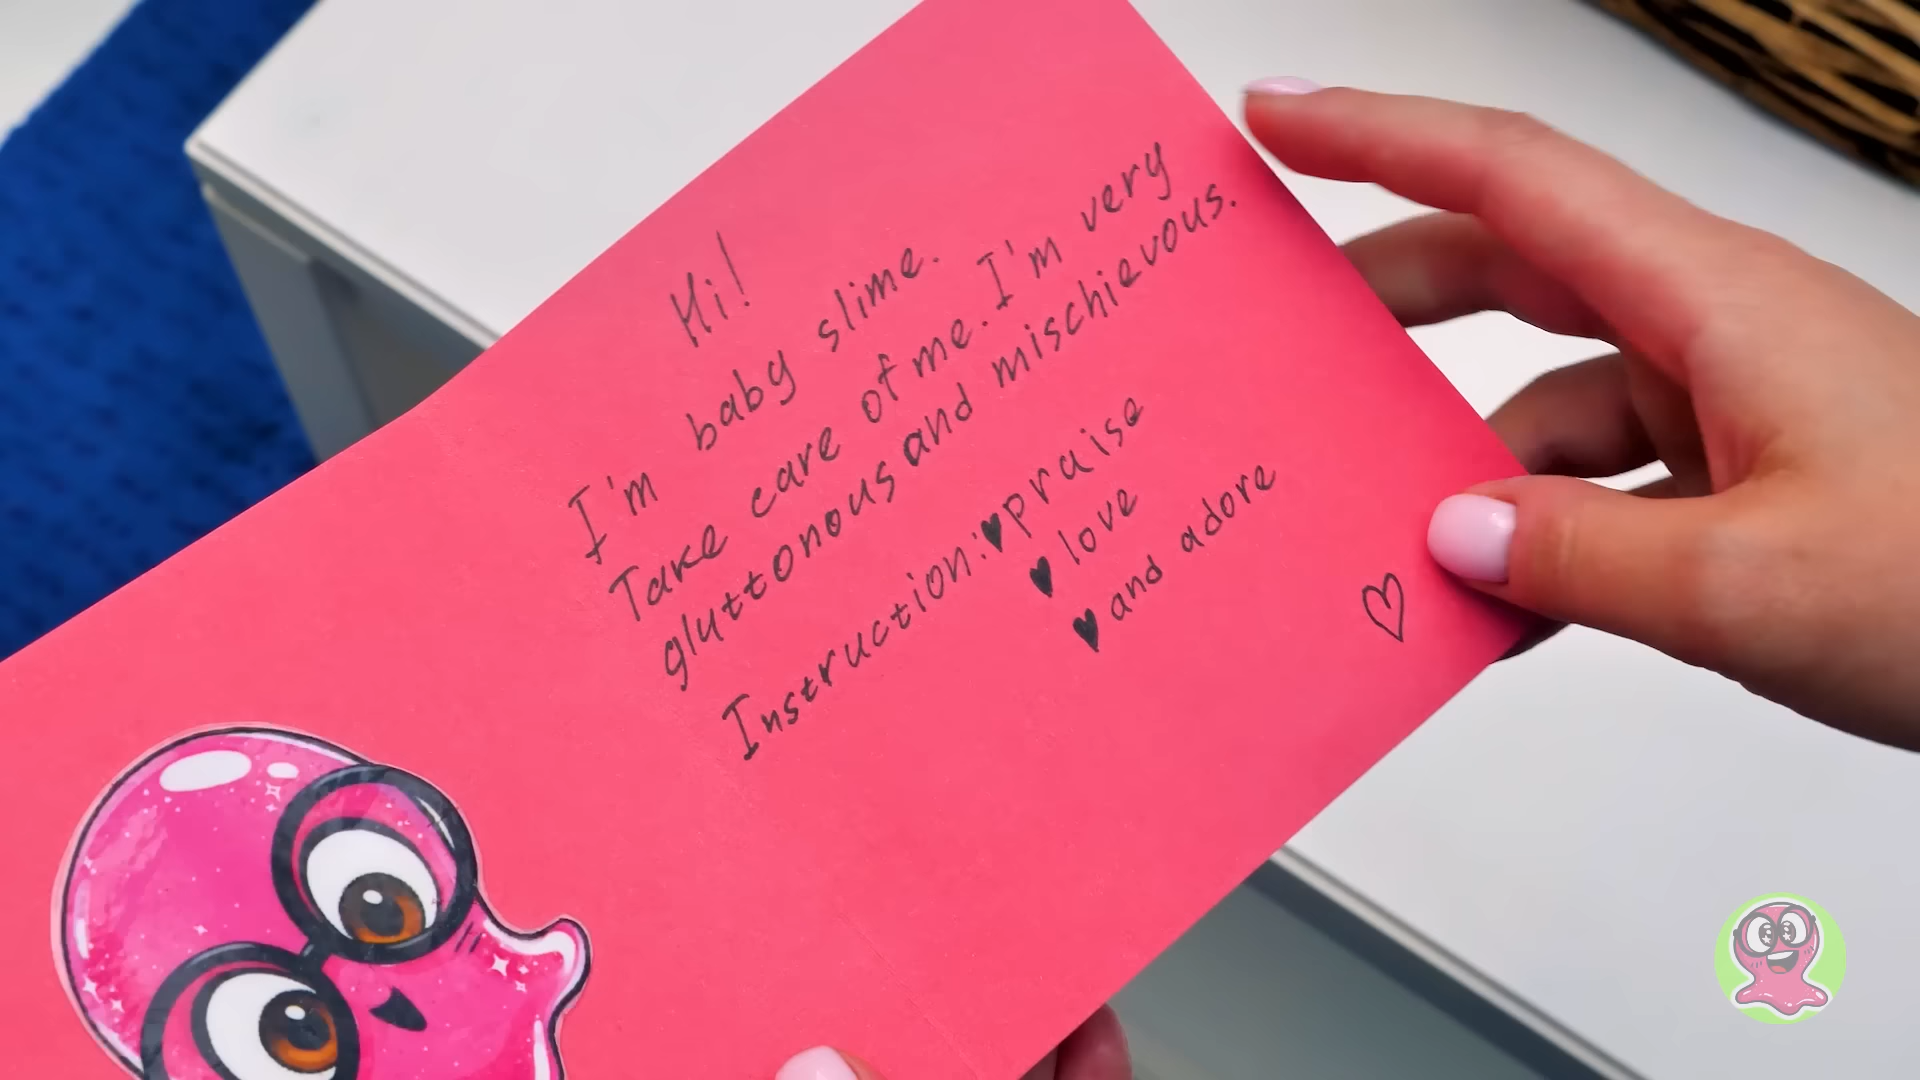 Hi!
I'm baby slime.
Take care of me. I'm very
gluttonous and mischievous.
Instruction: ♥ praise
♥ love
♥ and adore
♡